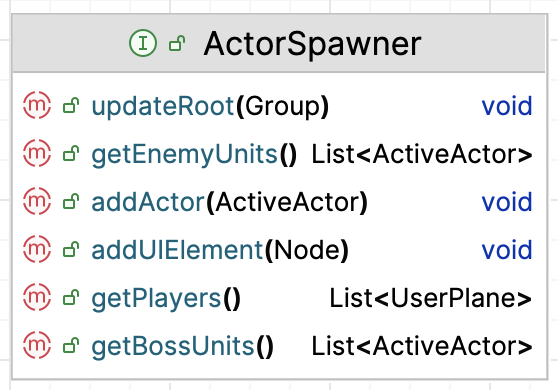 I ActorSpawner
m updateRoot(Group) void
m getEnemyUnits() List<ActiveActor>
m addActor(ActiveActor) void
m addUIElement(Node) void
m getPlayers() List<UserPlane>
m getBossUnits() List<ActiveActor>